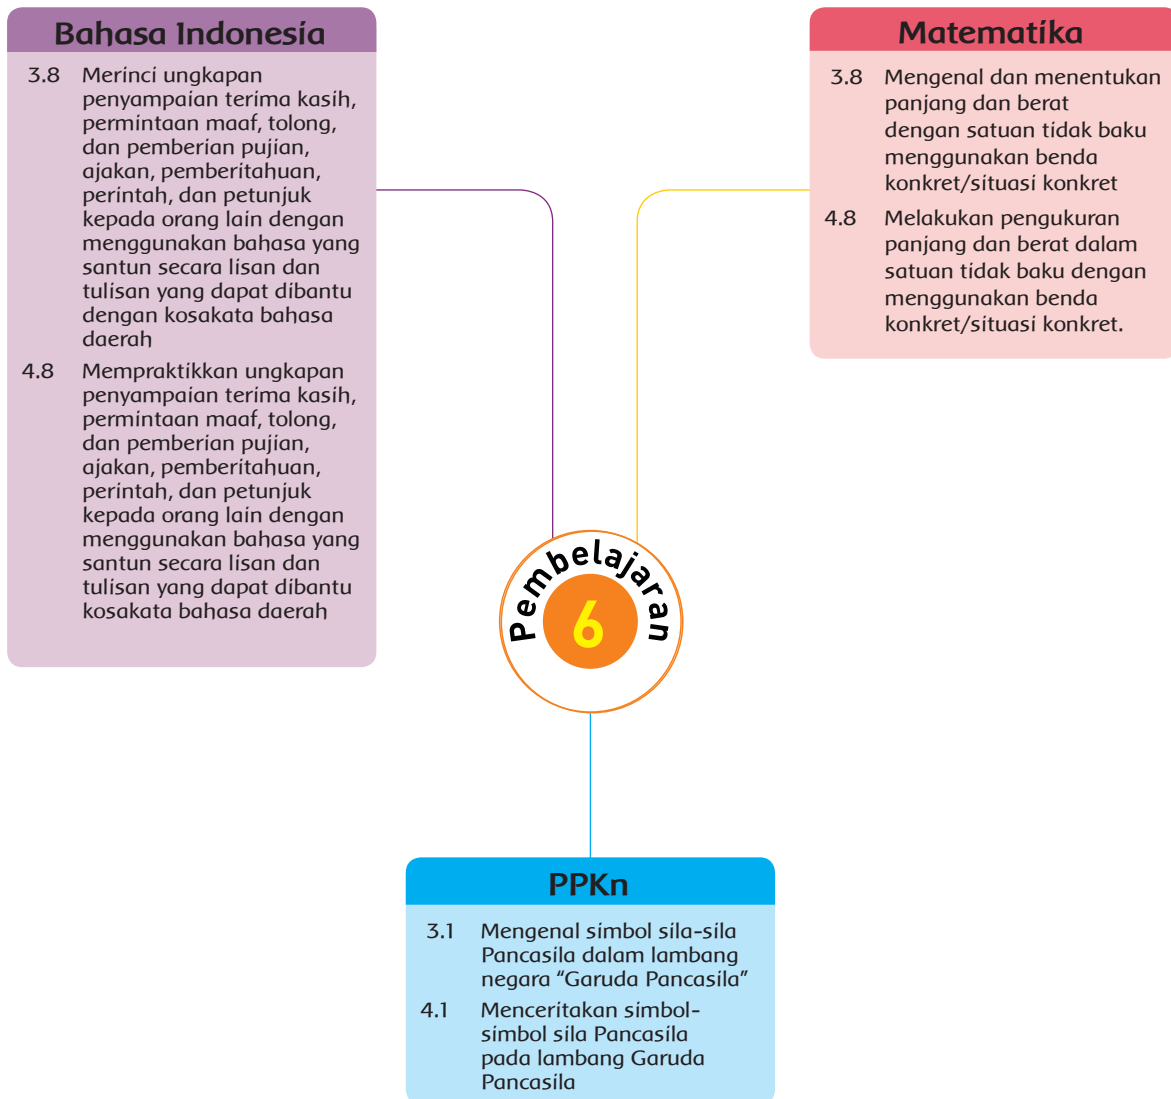 Bahasa Indonesia
3.8 Merinci ungkapan
penyampaian terima kasih,
permintaan maaf, tolong,
dan pemberian pujian,
ajakan, pemberitahuan,
perintah, dan petunjuk
kepada orang lain dengan
menggunakan bahasa yang
santun secara lisan dan
tulisan yang dapat dibantu
dengan kosakata bahasa
daerah
4.8 Mempraktikkan ungkapan
penyampaian terima kasih,
permintaan maaf, tolong,
dan pemberian pujian,
ajakan, pemberitahuan,
perintah, dan petunjuk
kepada orang lain dengan
menggunakan bahasa yang
santun secara lisan dan
tulisan yang dapat dibantu
kosakata bahasa daerah
Matematika
3.8 Mengenal dan menentukan
panjang dan berat
dengan satuan tidak baku
menggunakan benda
konkret/situasi konkret
4.8 Melakukan pengukuran
panjang dan berat dalam
satuan tidak baku dengan
menggunakan benda
konkret/situasi konkret.
Pembelajaran
6
PPKn
3.1 Mengenal simbol sila-sila
Pancasila dalam lambang
negara “Garuda Pancasila”
4.1 Menceritakan simbol-
simbol sila Pancasila
pada lambang Garuda
Pancasila